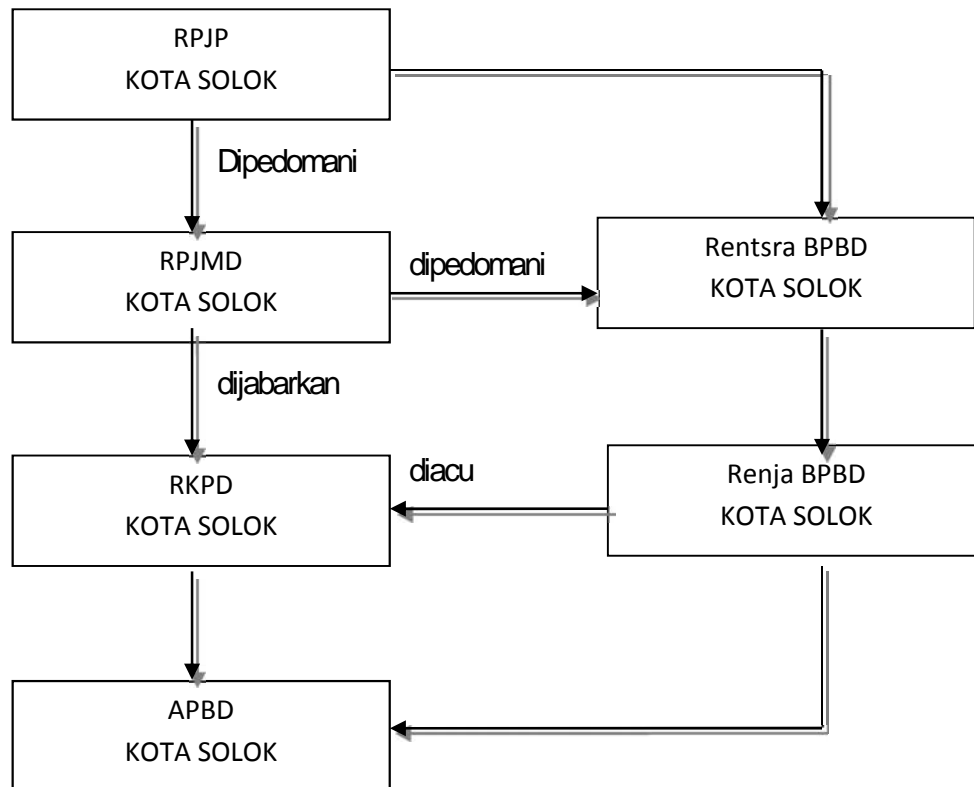 RPJP
KOTA SOLOK
Dipedomani
RPJMD
KOTA SOLOK
dipedomani
Rentsra BPBD
KOTA SOLOK
dijabarkan
RKPD
KOTA SOLOK
diacu
Renja BPBD
KOTA SOLOK
APBD
KOTA SOLOK